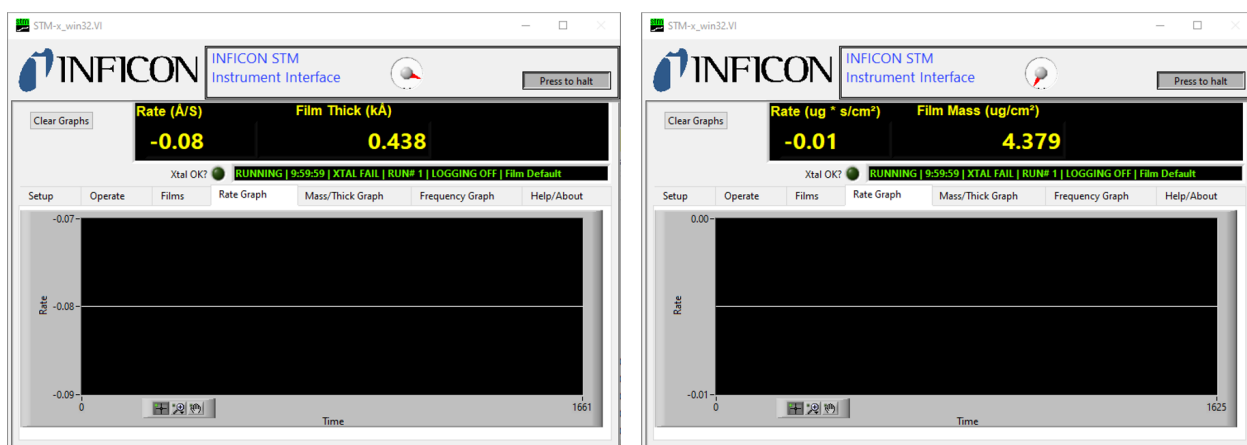 STM-x_win32.VI
INFICON
INFICON STM
Instrument Interface
Press to halt
Clear Graphs
Rate (Å/S) Film Thick (kÅ)
-0.08 0.438
Xtal OK? RUNNING | 9:59:59 | XTAL FAIL | RUN# 1 | LOGGING OFF | Film Default
Setup Operate Films Rate Graph Mass/Thick Graph Frequency Graph Help/About
-0.07
Rate
-0.08
-0.09
0 1661
Time
STM-x_win32.VI
INFICON
INFICON STM
Instrument Interface
Press to halt
Clear Graphs
Rate (ug * s/cm²) Film Mass (ug/cm²)
-0.01 4.379
Xtal OK? RUNNING | 9:59:59 | XTAL FAIL | RUN# 1 | LOGGING OFF | Film Default
Setup Operate Films Rate Graph Mass/Thick Graph Frequency Graph Help/About
0.00
Rate
-0.01
0 1625
Time